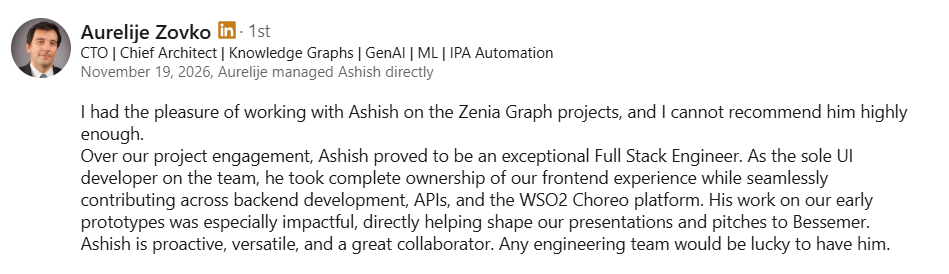 Aurelije Zovko in · 1st
CTO | Chief Architect | Knowledge Graphs | GenAI | ML | IPA Automation
November 19, 2026, Aurelije managed Ashish directly
I had the pleasure of working with Ashish on the Zenia Graph projects, and I cannot recommend him highly
enough.
Over our project engagement, Ashish proved to be an exceptional Full Stack Engineer. As the sole UI
developer on the team, he took complete ownership of our frontend experience while seamlessly
contributing across backend development, APIs, and the WSO2 Choreo platform. His work on our early
prototypes was especially impactful, directly helping shape our presentations and pitches to Bessemer.
Ashish is proactive, versatile, and a great collaborator. Any engineering team would be lucky to have him.